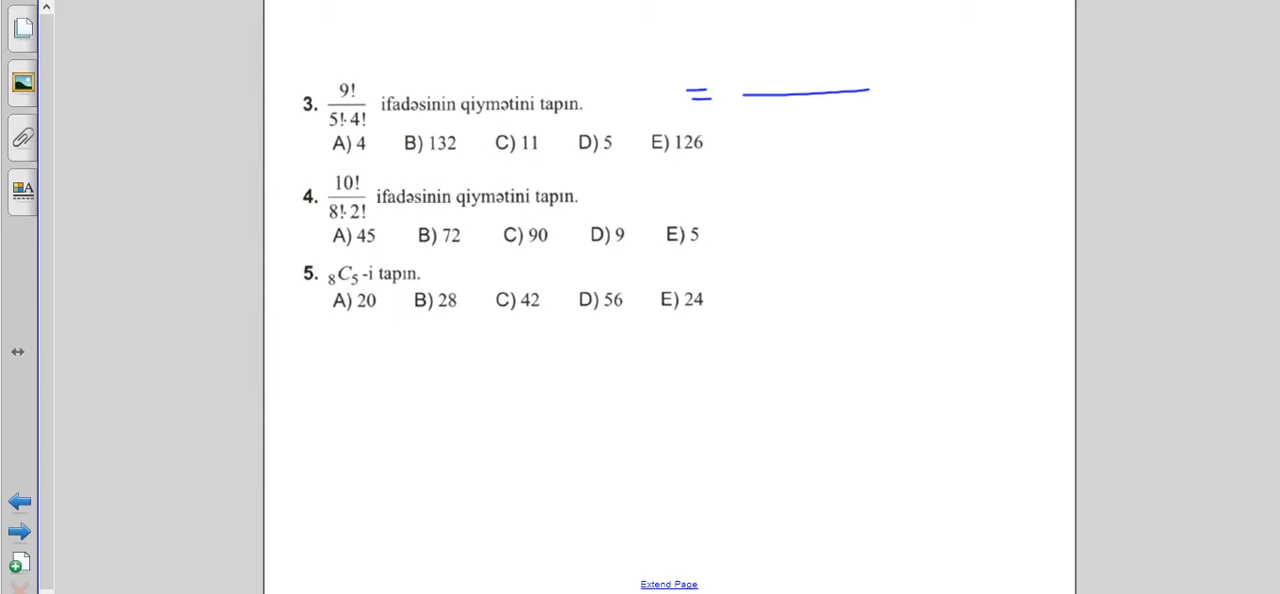 3. 9!/5!·4! ifadəsinin qiymətini tapın. =
A) 4 B) 132 C) 11 D) 5 E) 126
4. 10!/8!·2! ifadəsinin qiymətini tapın.
A) 45 B) 72 C) 90 D) 9 E) 5
5. ₈C₅ -i tapın.
A) 20 B) 28 C) 42 D) 56 E) 24
Extend Page